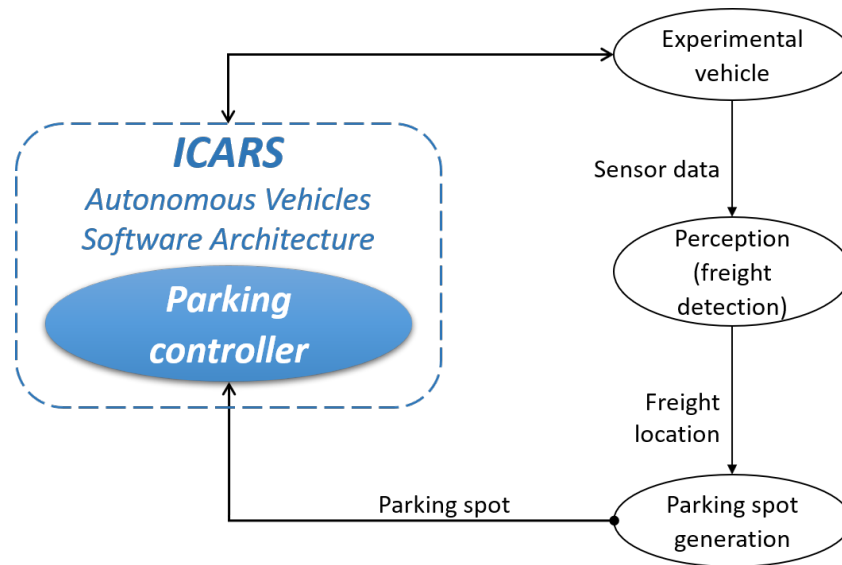 Experimental
vehicle
ICARS
Autonomous Vehicles
Software Architecture
Parking
controller
Sensor data
Perception
(freight
detection)
Freight
location
Parking spot
Parking spot
generation